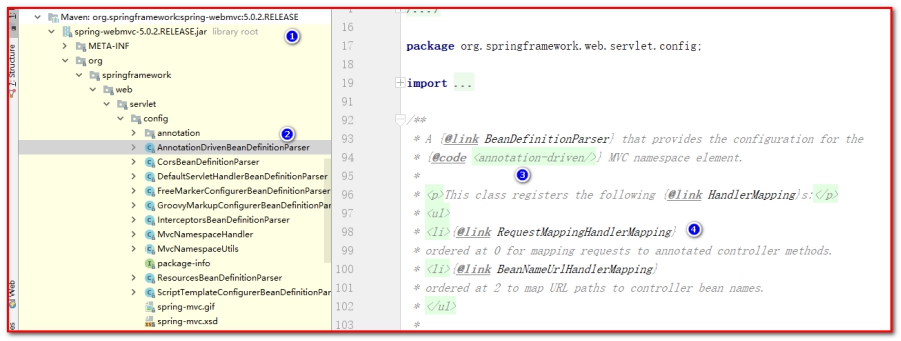 Maven: org.springframework:spring-webmvc:5.0.2.RELEASE
spring-webmvc-5.0.2.RELEASE.jar library root
1
META-INF
org
springframework
web
servlet
config
annotation
2
AnnotationDrivenBeanDefinitionParser
CorsBeanDefinitionParser
DefaultServletHandlerBeanDefinitionPar
FreeMarkerConfigurerBeanDefinitionPar
GroovyMarkupConfigurerBeanDefinitionPa
InterceptorsBeanDefinitionParser
MvcNamespaceHandler
MvcNamespaceUtils
package-info
ResourcesBeanDefinitionParser
ScriptTemplateConfigurerBeanDefinitionPar
spring-mvc.gif
spring-mvc.xsd
Z: Structure
Web
16
17 package org.springframework.web.servlet.config;
18
19 import ...
91
92 /**
93 * A {@link BeanDefinitionParser} that provides the configuration for the
94 * {@code <annotation-driven/>} MVC namespace element.
95 *
3
96 * <p>This class registers the following {@link HandlerMapping}s:</p>
97 * <ul>
98 * <li>{@link RequestMappingHandlerMapping}
4
99 * ordered at 0 for mapping requests to annotated controller methods.
100 * <li>{@link BeanNameUrlHandlerMapping}
101 * ordered at 2 to map URL paths to controller bean names.
102 * </ul>
103 *